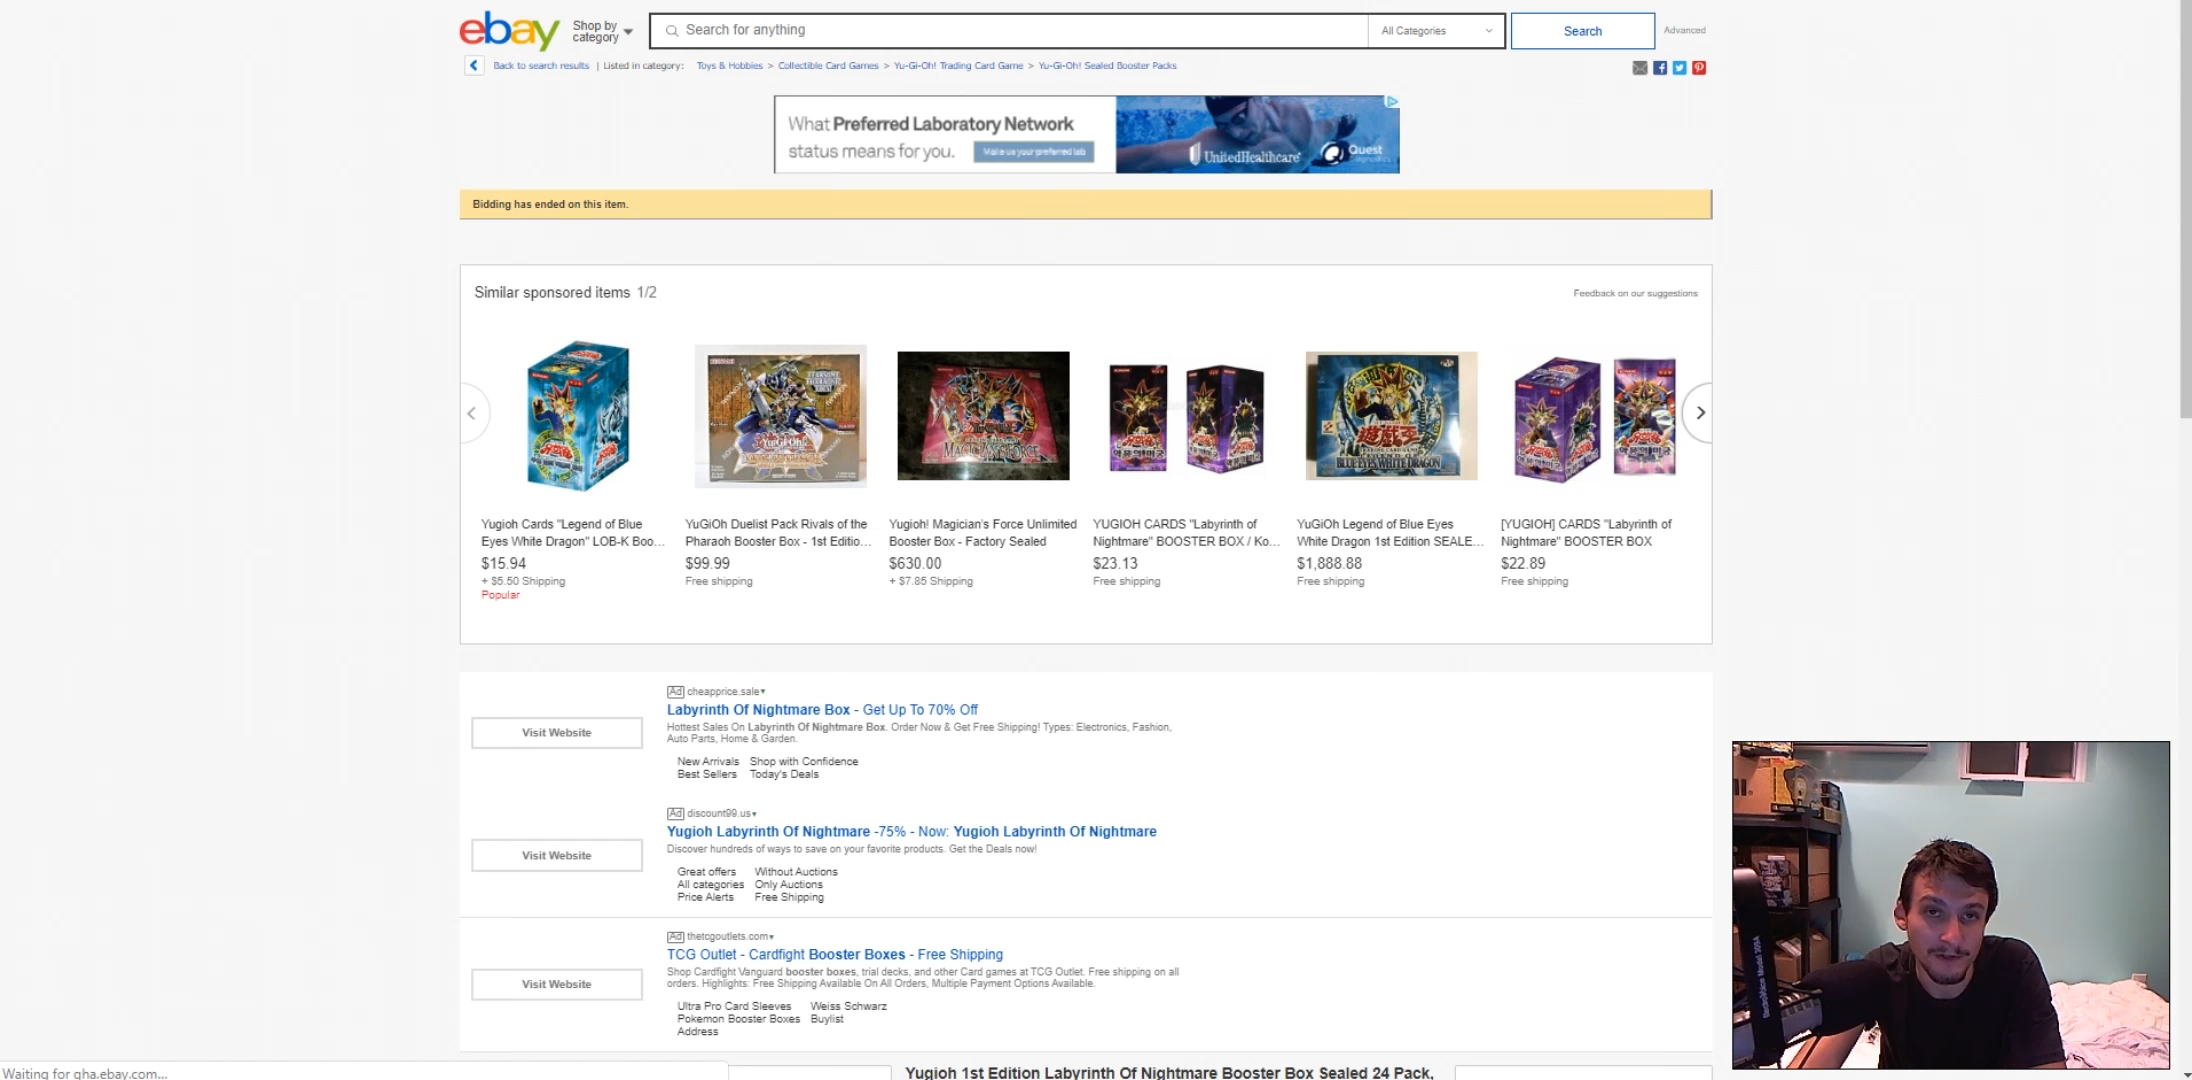 ebay
Shop by
category
Search for anything
All Categories
Search
Advanced
Back to search results | Listed in category: Toys & Hobbies > Collectible Card Games > Yu-Gi-Oh! Trading Card Game > Yu-Gi-Oh! Sealed Booster Packs
What Preferred Laboratory Network
status means for you.
Make us your preferred lab
UnitedHealthcare
Quest
Diagnostics
Bidding has ended on this item.
Similar sponsored items 1/2
Feedback on our suggestions
MAGICIAN'S FORCE
遊戯王
BLUE EYES WHITE DRAGON
Yugioh Cards "Legend of Blue
Eyes White Dragon" LOB-K Boo...
$15.94
+ $5.50 Shipping
Popular
YuGiOh Duelist Pack Rivals of the
Pharaoh Booster Box - 1st Editio...
$99.99
Free shipping
Yugioh! Magician's Force Unlimited
Booster Box - Factory Sealed
$630.00
+ $7.85 Shipping
YUGIOH CARDS "Labyrinth of
Nightmare" BOOSTER BOX / Ko...
$23.13
Free shipping
YuGiOh Legend of Blue Eyes
White Dragon 1st Edition SEALE...
$1,888.88
Free shipping
[YUGIOH] CARDS "Labyrinth of
Nightmare" BOOSTER BOX
$22.89
Free shipping
Visit Website
Ad cheapprice.sale
Labyrinth Of Nightmare Box - Get Up To 70% Off
Hottest Sales On Labyrinth Of Nightmare Box. Order Now & Get Free Shipping! Types: Electronics, Fashion,
Auto Parts, Home & Garden.
New Arrivals Shop with Confidence
Best Sellers Today's Deals
Visit Website
Ad discount99.us
Yugioh Labyrinth Of Nightmare -75% - Now: Yugioh Labyrinth Of Nightmare
Discover hundreds of ways to save on your favorite products. Get the Deals now!
Great offers Without Auctions
All categories Only Auctions
Price Alerts Free Shipping
Visit Website
Ad thetcgoutlets.com
TCG Outlet - Cardfight Booster Boxes - Free Shipping
Shop Cardfight Vanguard booster boxes, trial decks, and other Card games at TCG Outlet. Free shipping on all
orders. Highlights: Free Shipping Available On All Orders, Multiple Payment Options Available.
Ultra Pro Card Sleeves Weiss Schwarz
Pokemon Booster Boxes Buylist
Address
Yugioh 1st Edition Labyrinth Of Nightmare Booster Box Sealed 24 Pack,
Waiting for gha.ebay.com...